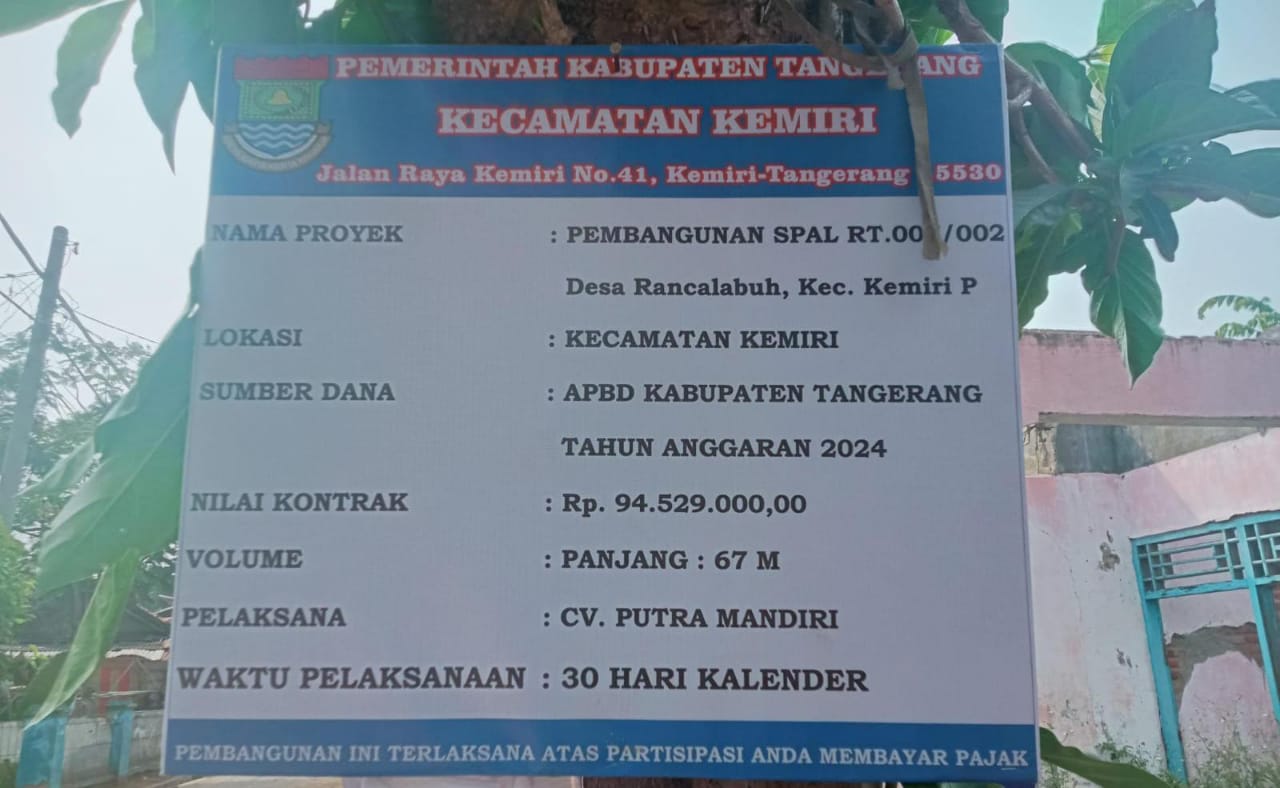 PEMERINTAH KABUPATEN TANGERANG
KECAMATAN KEMIRI
Jalan Raya Kemiri No.41, Kemiri-Tangerang 5530
NAMA PROYEK : PEMBANGUNAN SPAL /002
Desa Rancalabuh, Kec. Kemiri P
LOKASI : KECAMATAN KEMIRI
SUMBER DANA : APBD KABUPATEN TANGERANG
TAHUN ANGGARAN 2024
NILAI KONTRAK : Rp. 94.529.000,00
VOLUME : PANJANG : 67 M
PELAKSANA : CV. PUTRA MANDIRI
WAKTU PELAKSANAAN : 30 HARI KALENDER
PEMBANGUNAN INI TERLAKSANA ATAS PARTISIPASI ANDA MEMBAYAR PAJAK